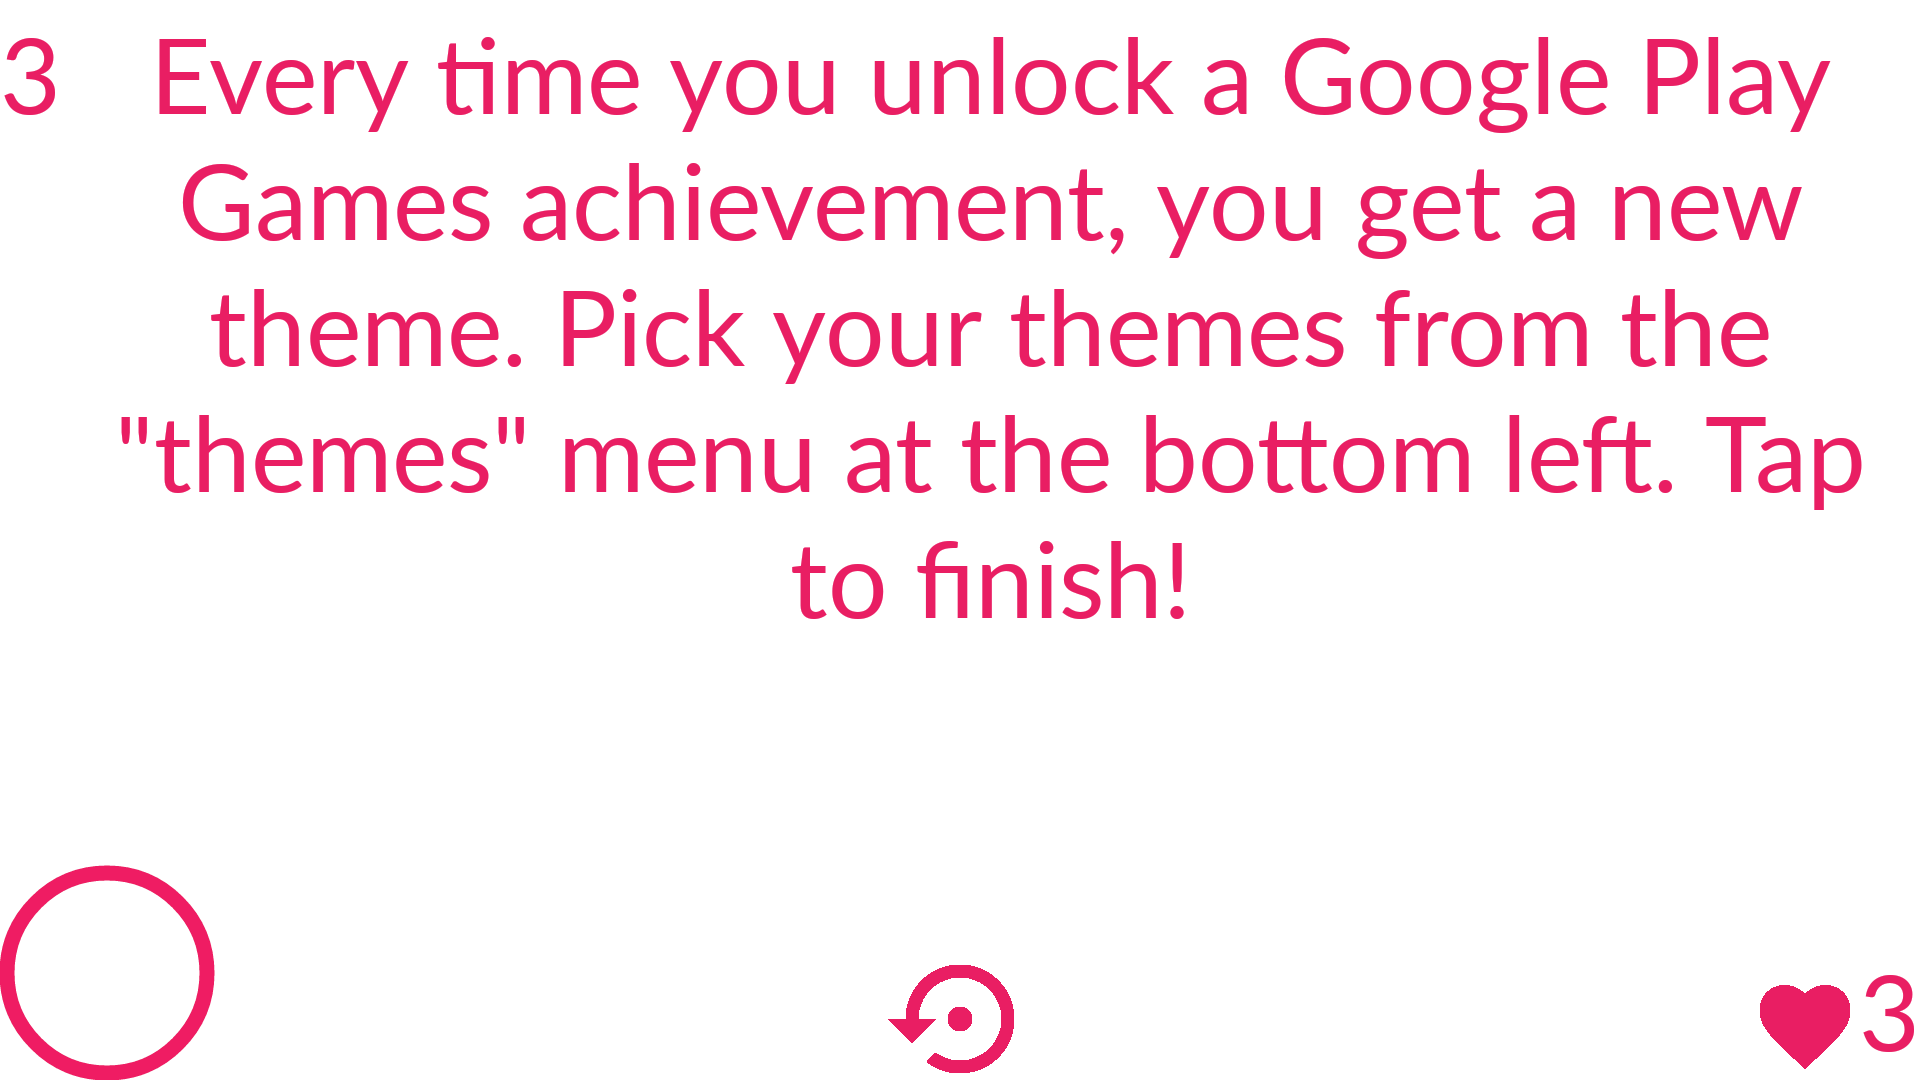 3
Every time you unlock a Google Play
Games achievement, you get a new
theme. Pick your themes from the
"themes" menu at the bottom left. Tap
to finish!
3